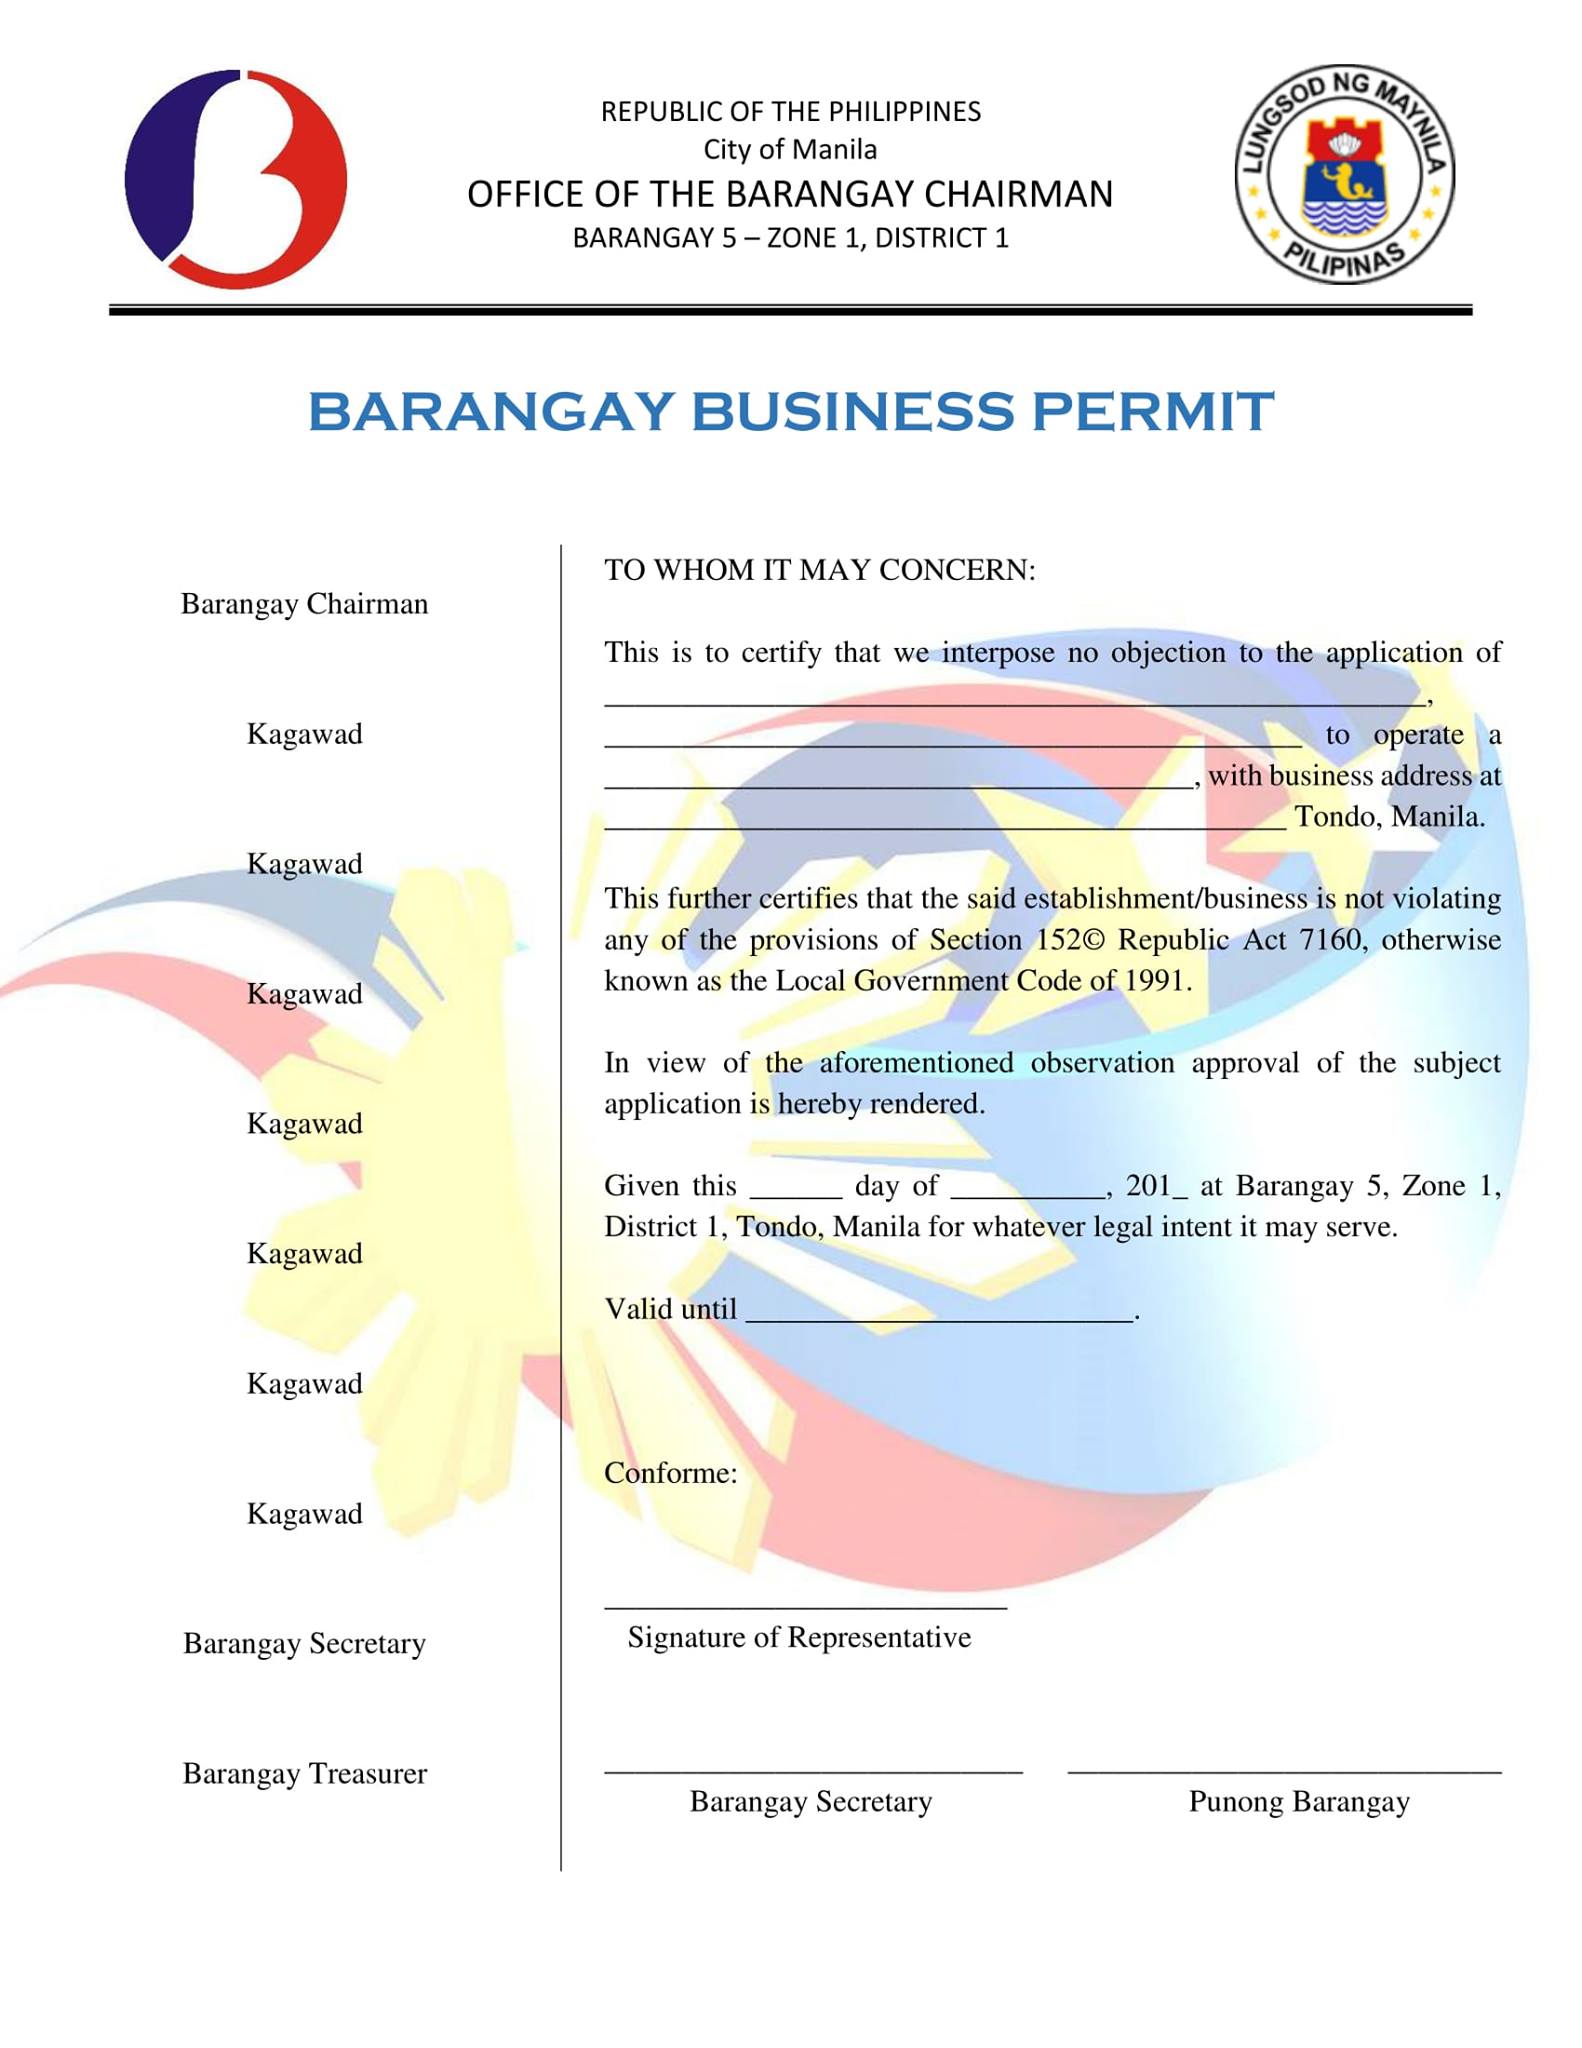 REPUBLIC OF THE PHILIPPINES
City of Manila
OFFICE OF THE BARANGAY CHAIRMAN
BARANGAY 5 – ZONE 1, DISTRICT 1
LUNGSOD NG MAYNILA
PILIPINAS
BARANGAY BUSINESS PERMIT
Barangay Chairman
Kagawad
Kagawad
Kagawad
Kagawad
Kagawad
Kagawad
Kagawad
Barangay Secretary
Barangay Treasurer
TO WHOM IT MAY CONCERN:
This is to certify that we interpose no objection to the application of
_____________________________________________________,
_____________________________________________ to operate a
______________________________________, with business address at
____________________________________________ Tondo, Manila.
This further certifies that the said establishment/business is not violating
any of the provisions of Section 152© Republic Act 7160, otherwise
known as the Local Government Code of 1991.
In view of the aforementioned observation approval of the subject
application is hereby rendered.
Given this ______ day of __________, 201_ at Barangay 5, Zone 1,
District 1, Tondo, Manila for whatever legal intent it may serve.
Valid until _________________________.
Conforme:
__________________________
Signature of Representative
___________________________ ____________________________
Barangay Secretary Punong Barangay